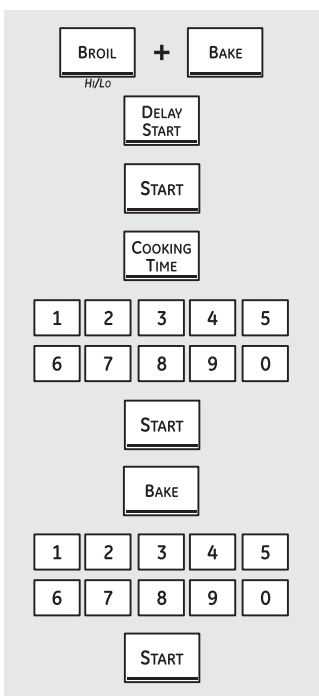 BROIL + BAKE
HI/LO
DELAY
START
START
COOKING
TIME
1 2 3 4 5
6 7 8 9 0
START
BAKE
1 2 3 4 5
6 7 8 9 0
START